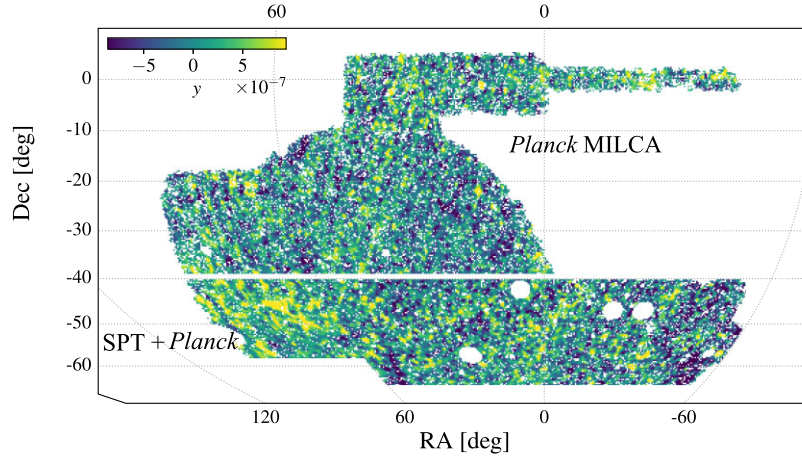 60 0
−5 0 5
y ×10⁻⁷
0
-10
-20
-30
-40
-50
-60
Dec [deg]
Planck MILCA
SPT + Planck
120 60 0 -60
RA [deg]